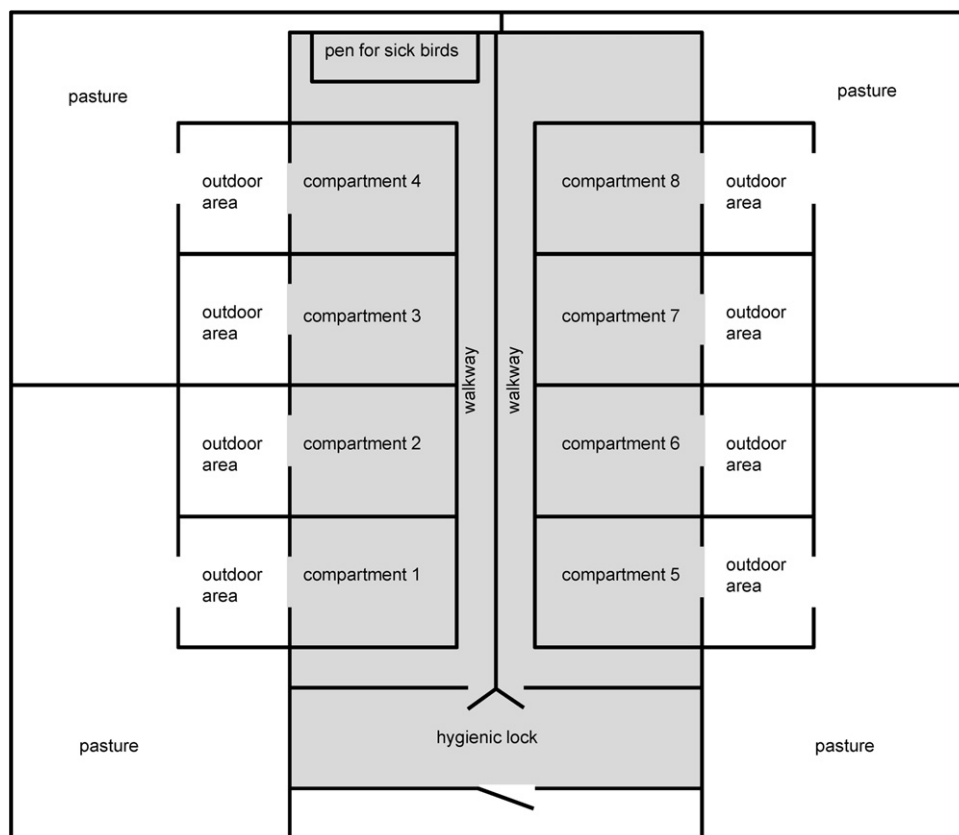 pen for sick birds
pasture
pasture
outdoor
area
compartment 4
compartment 8
outdoor
area
outdoor
area
compartment 3
compartment 7
outdoor
area
walkway
walkway
outdoor
area
compartment 2
compartment 6
outdoor
area
outdoor
area
compartment 1
compartment 5
outdoor
area
pasture
hygienic lock
pasture